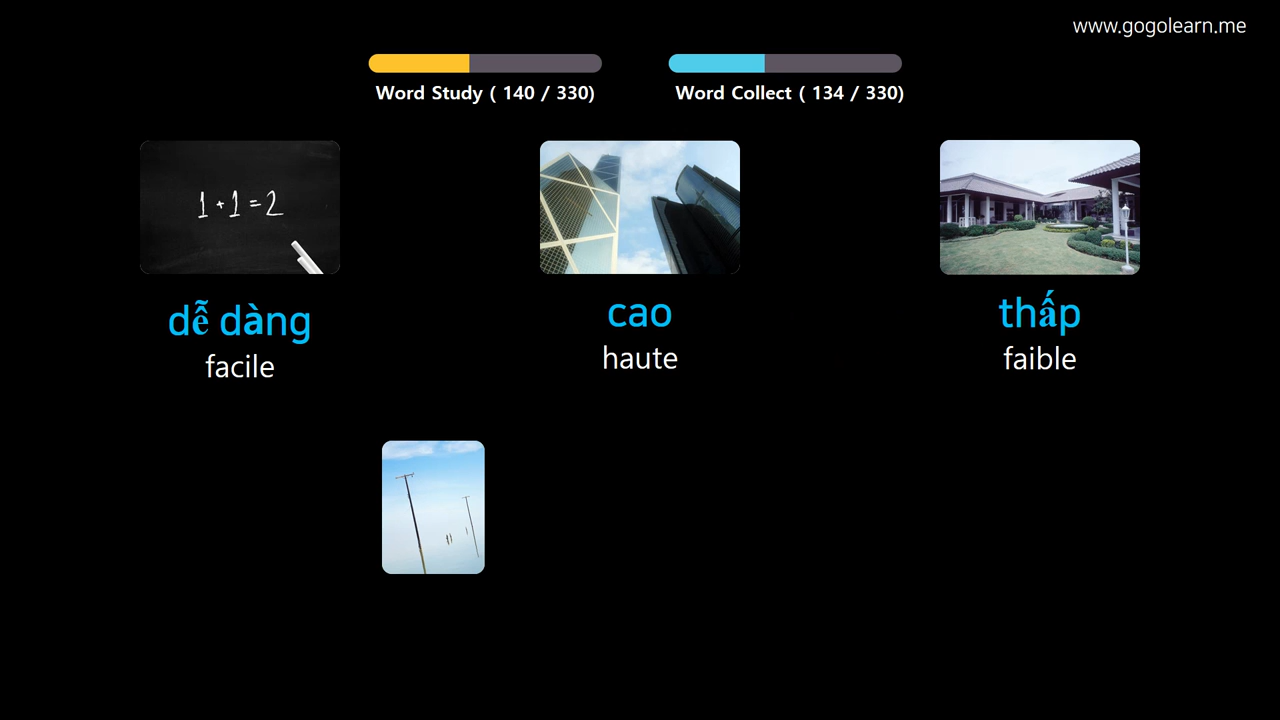 www.gogolearn.me
Word Study ( 140 / 330)
Word Collect ( 134 / 330)
1 + 1 = 2
dễ dàng
facile
cao
haute
thấp
faible